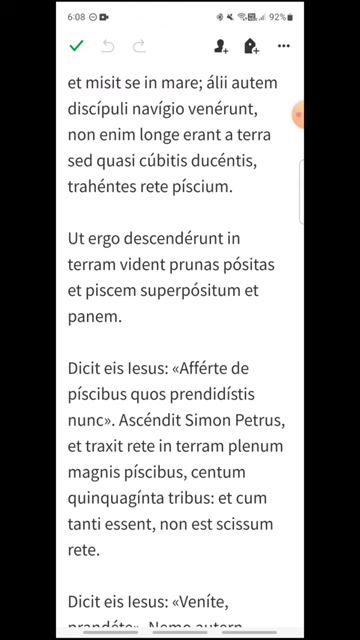 6:08
92%
et misit se in mare; álii autem
discípuli navígio venérunt,
non enim longe erant a terra
sed quasi cúbitis ducéntis,
trahéntes rete píscium.
Ut ergo descendérunt in
terram vident prunas pósitas
et piscem superpósitum et
panem.
Dicit eis Iesus: «Afférte de
píscibus quos prendidístis
nunc». Ascéndit Simon Petrus,
et traxit rete in terram plenum
magnis píscibus, centum
quinquagínta tribus: et cum
tanti essent, non est scissum
rete.
Dicit eis Iesus: «Veníte,
prandéte». Nemo autem